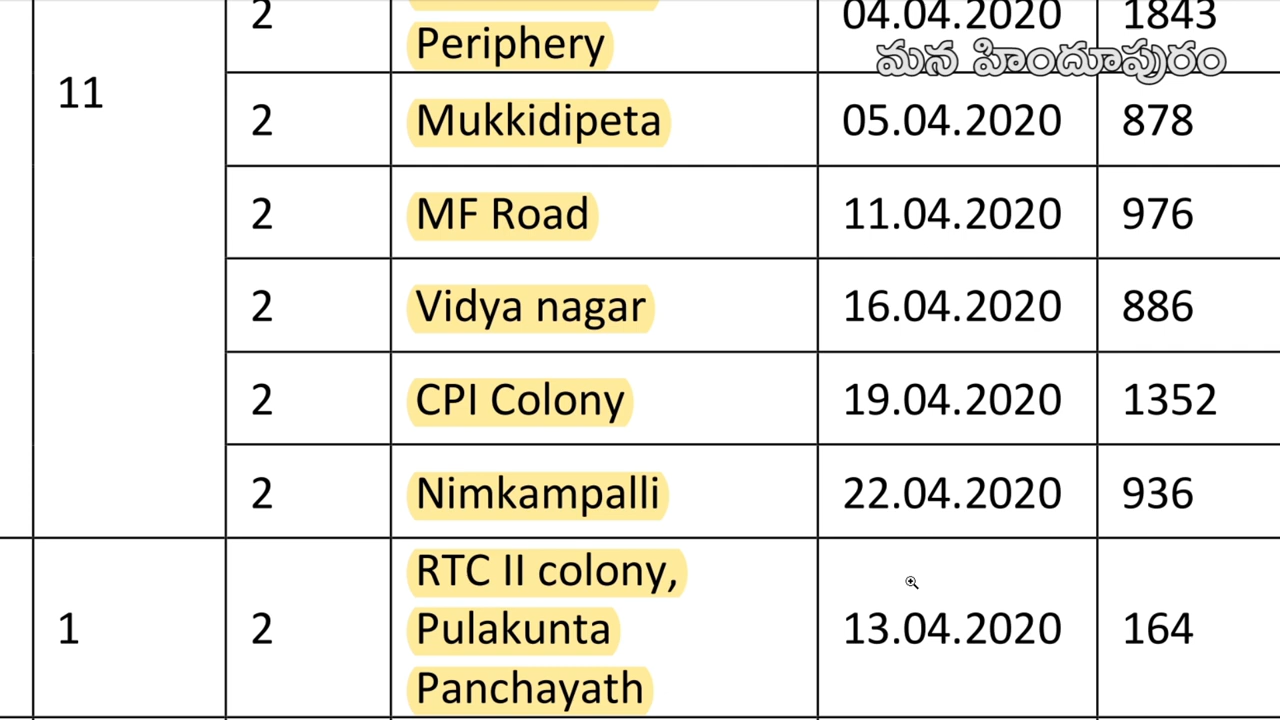 2 04.04.2020 1843
Periphery
మన హిందూపురం
11
2 Mukkidipeta 05.04.2020 878
2 MF Road 11.04.2020 976
2 Vidya nagar 16.04.2020 886
2 CPI Colony 19.04.2020 1352
2 Nimkampalli 22.04.2020 936
RTC II colony,
1 2 Pulakunta 13.04.2020 164
Panchayath